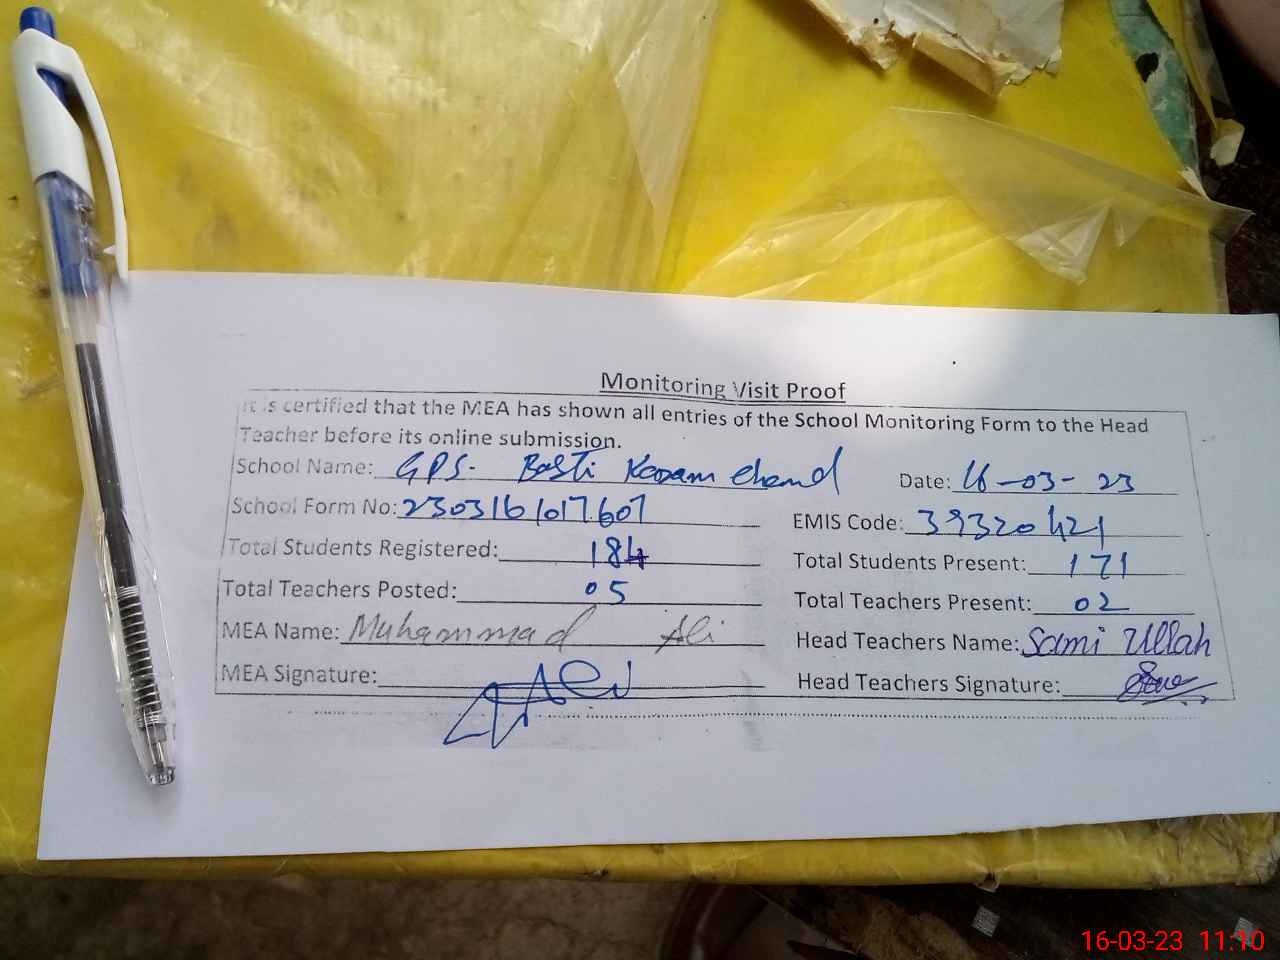 Monitoring Visit Proof
It is certified that the MEA has shown all entries of the School Monitoring Form to the Head
Teacher before its online submission.
School Name: GPS. Basti Karam Chand Date: 16-03-23
School Form No: 2303161017607 EMIS Code: 39320421
Total Students Registered: 184 Total Students Present: 171
Total Teachers Posted: 05 Total Teachers Present: 02
MEA Name: Muhammad Ali Head Teachers Name: Sami Ullah
MEA Signature: Head Teachers Signature:
16-03-23 11:10